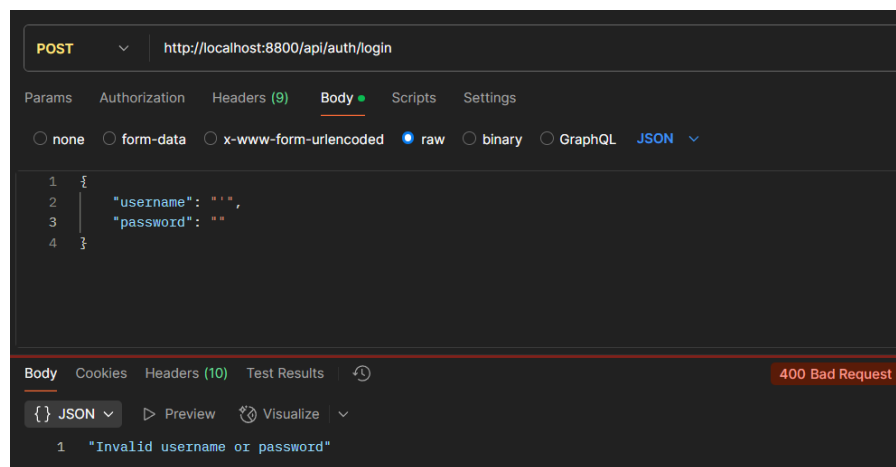 POST http://localhost:8800/api/auth/login
Params Authorization Headers (9) Body Scripts Settings
none form-data x-www-form-urlencoded raw binary GraphQL JSON
1 {
2 "username": "'",
3 "password": ""
4 }
Body Cookies Headers (10) Test Results 400 Bad Request
{} JSON Preview Visualize
1 "Invalid username or password"